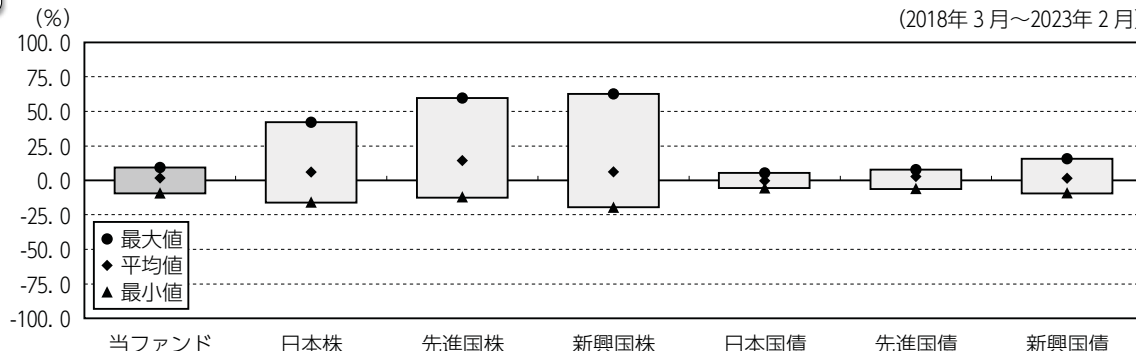 （%）
（2018年３月～2023年２月）
100. 0
75. 0
50. 0
25. 0
0. 0
-25. 0
-50. 0
-75. 0
-100. 0
● 最大値
◆ 平均値
▲ 最小値
当ファンド 日本株 先進国株 新興国株 日本国債 先進国債 新興国債